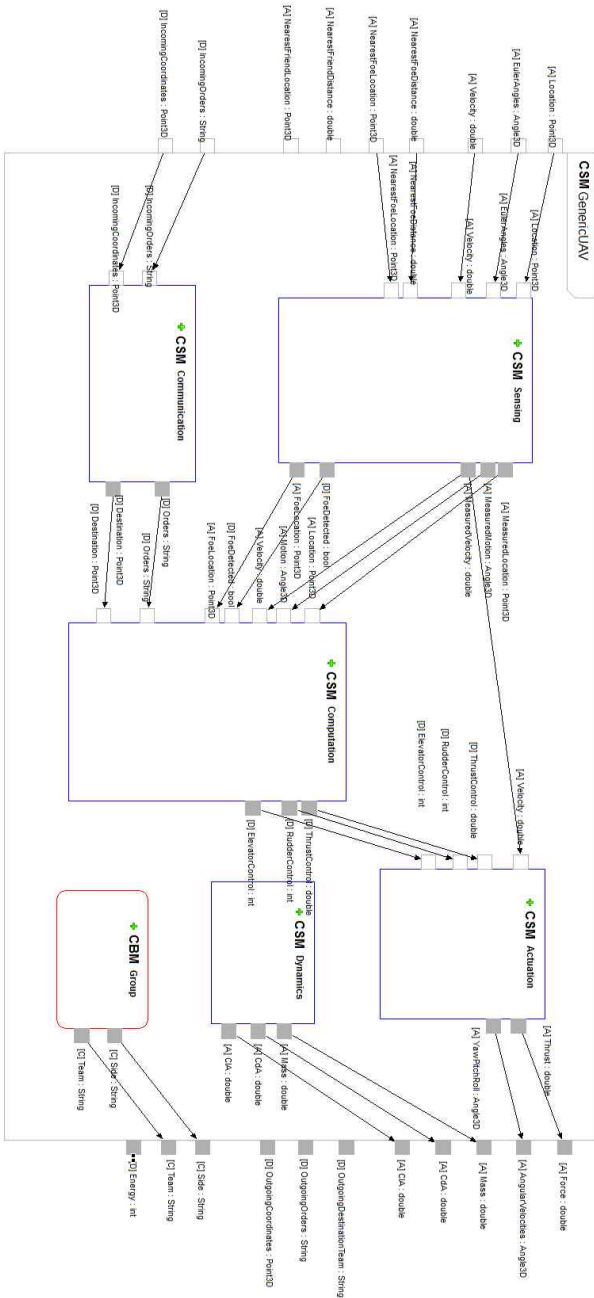 CSM GenericUAV
[A] Location : Point3D
[A] EulerAngles : Angle3D
[A] Velocity : double
[A] NearestFoeDistance : double
[A] NearestFoeLocation : Point3D
[D] NearestFriendDistance : double
[A] NearestFriendLocation : Point3D
[D] IncomingOrders : String
[D] IncomingCoordinates : Point3D
[A] Location : Point3D
[A] EulerAngles : Angle3D
[A] Velocity : double
[A] NearestFoeDistance : double
[A] NearestFoeLocation : Point3D
[D] IncomingOrders : String
[D] IncomingCoordinates : Point3D
CSM Sensing
CSM Communication
[A] MeasuredLocation : Point3D
[A] MeasuredMotion : Angle3D
[A] MeasuredVelocity : double
[D] FoeDetected : bool
[A] FoeLocation : Point3D
[D] Orders : String
[D] Destination : Point3D
[A] Location : Point3D
[A] Motion : Angle3D
[A] Velocity : double
[D] FoeDetected : bool
[A] FoeLocation : Point3D
[D] Orders : String
[D] Destination : Point3D
CSM Computation
[D] ThrustControl : double
[D] RudderControl : int
[D] ElevatorControl : int
[A] Velocity : double
[D] ThrustControl : double
[D] RudderControl : int
[D] ElevatorControl : int
CSM Actuation
CSM Dynamics
CBM Group
[A] Thrust : double
[A] YawPitchRoll : Angle3D
[A] Mass : double
[A] CdA : double
[A] ClA : double
[C] Side : String
[C] Team : String
[A] Force : double
[A] AngularVelocities : Angle3D
[A] Mass : double
[A] CdA : double
[A] ClA : double
[D] OutgoingDestinationTeam : String
[D] OutgoingOrders : String
[D] OutgoingCoordinates : Point3D
[C] Side : String
[C] Team : String
[D] Energy : int